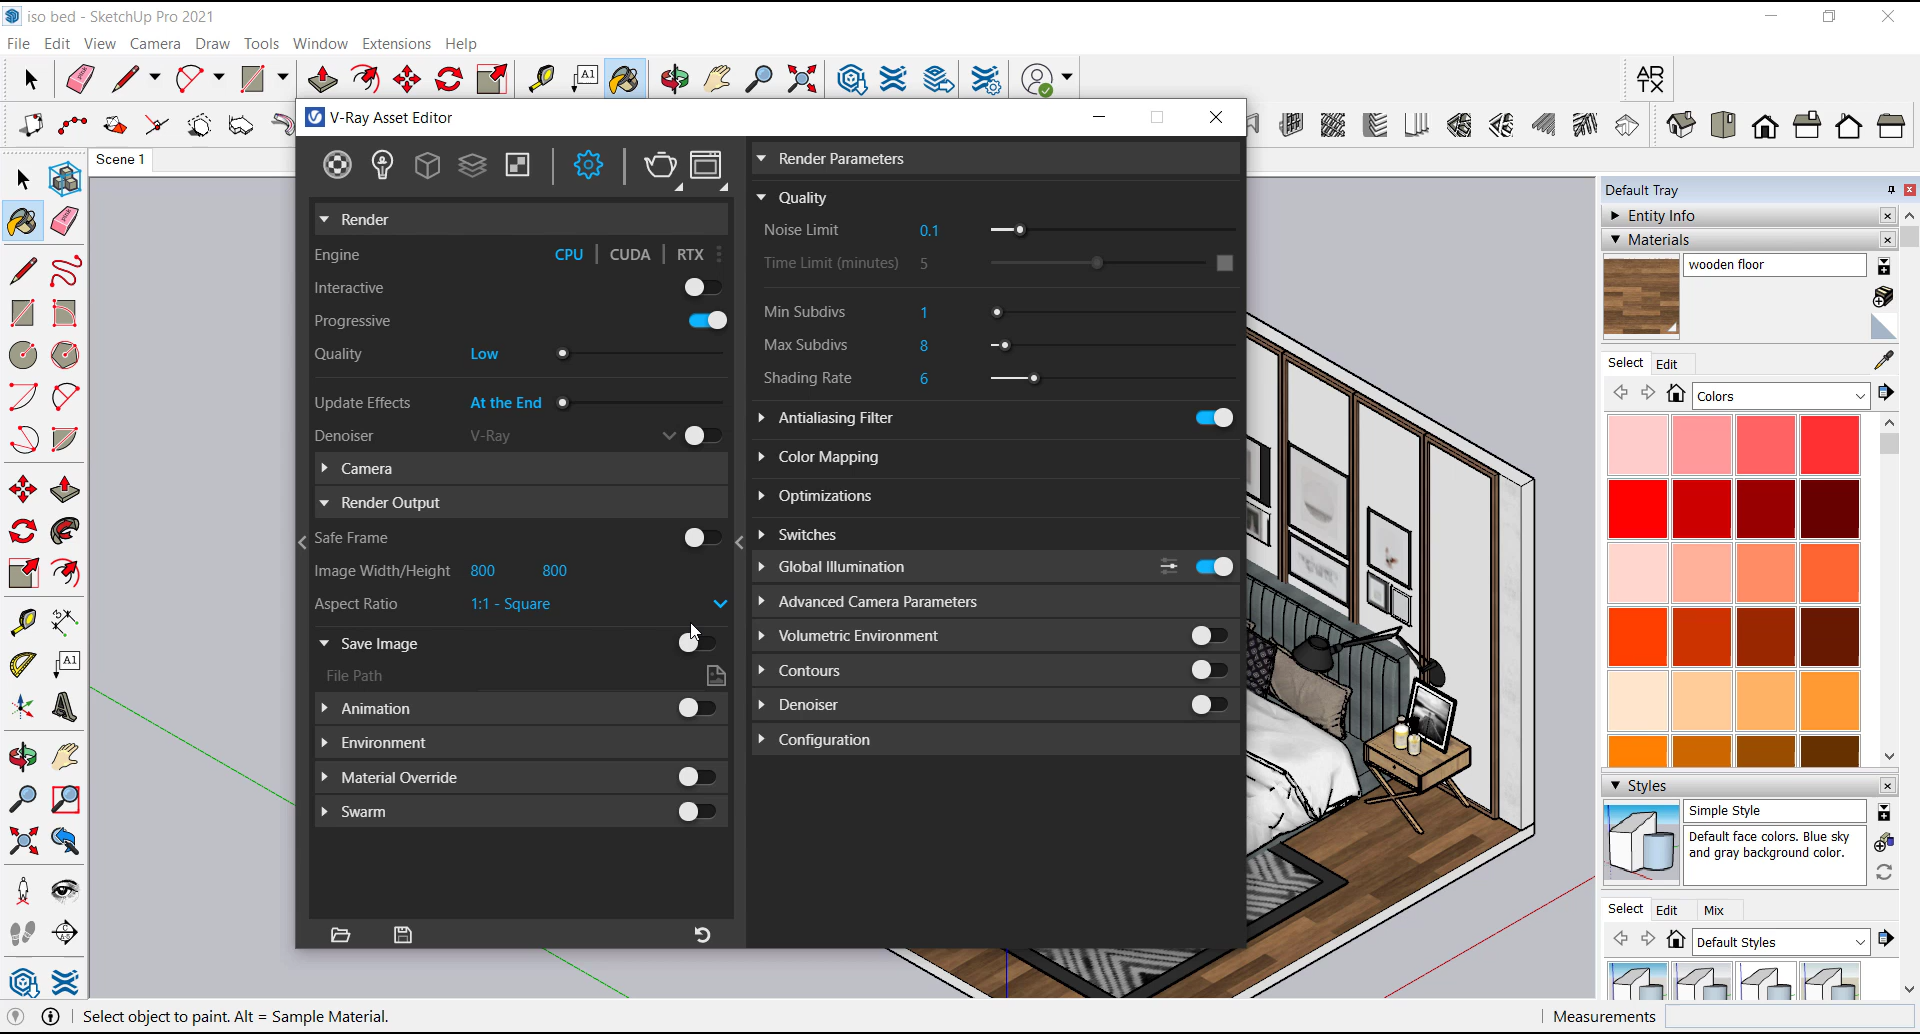 iso bed - SketchUp Pro 2021
File Edit View Camera Draw Tools Window Extensions Help
A1
AR
TX
V-Ray Asset Editor
Scene 1
Render
Engine CPU CUDA RTX
Interactive
Progressive
Quality Low
Update Effects At the End
Denoiser V-Ray
Camera
Render Output
Safe Frame
Image Width/Height 800 800
Aspect Ratio 1:1 - Square
Save Image
File Path
Animation
Environment
Material Override
Swarm
Render Parameters
Quality
Noise Limit 0.1
Time Limit (minutes) 5
Min Subdivs 1
Max Subdivs 8
Shading Rate 6
Antialiasing Filter
Color Mapping
Optimizations
Switches
Global Illumination
Advanced Camera Parameters
Volumetric Environment
Contours
Denoiser
Configuration
A1
Default Tray
Entity Info
Materials
wooden floor
Select Edit
Colors
Styles
Simple Style
Default face colors. Blue sky
and gray background color.
Select Edit Mix
Default Styles
Select object to paint. Alt = Sample Material.
Measurements